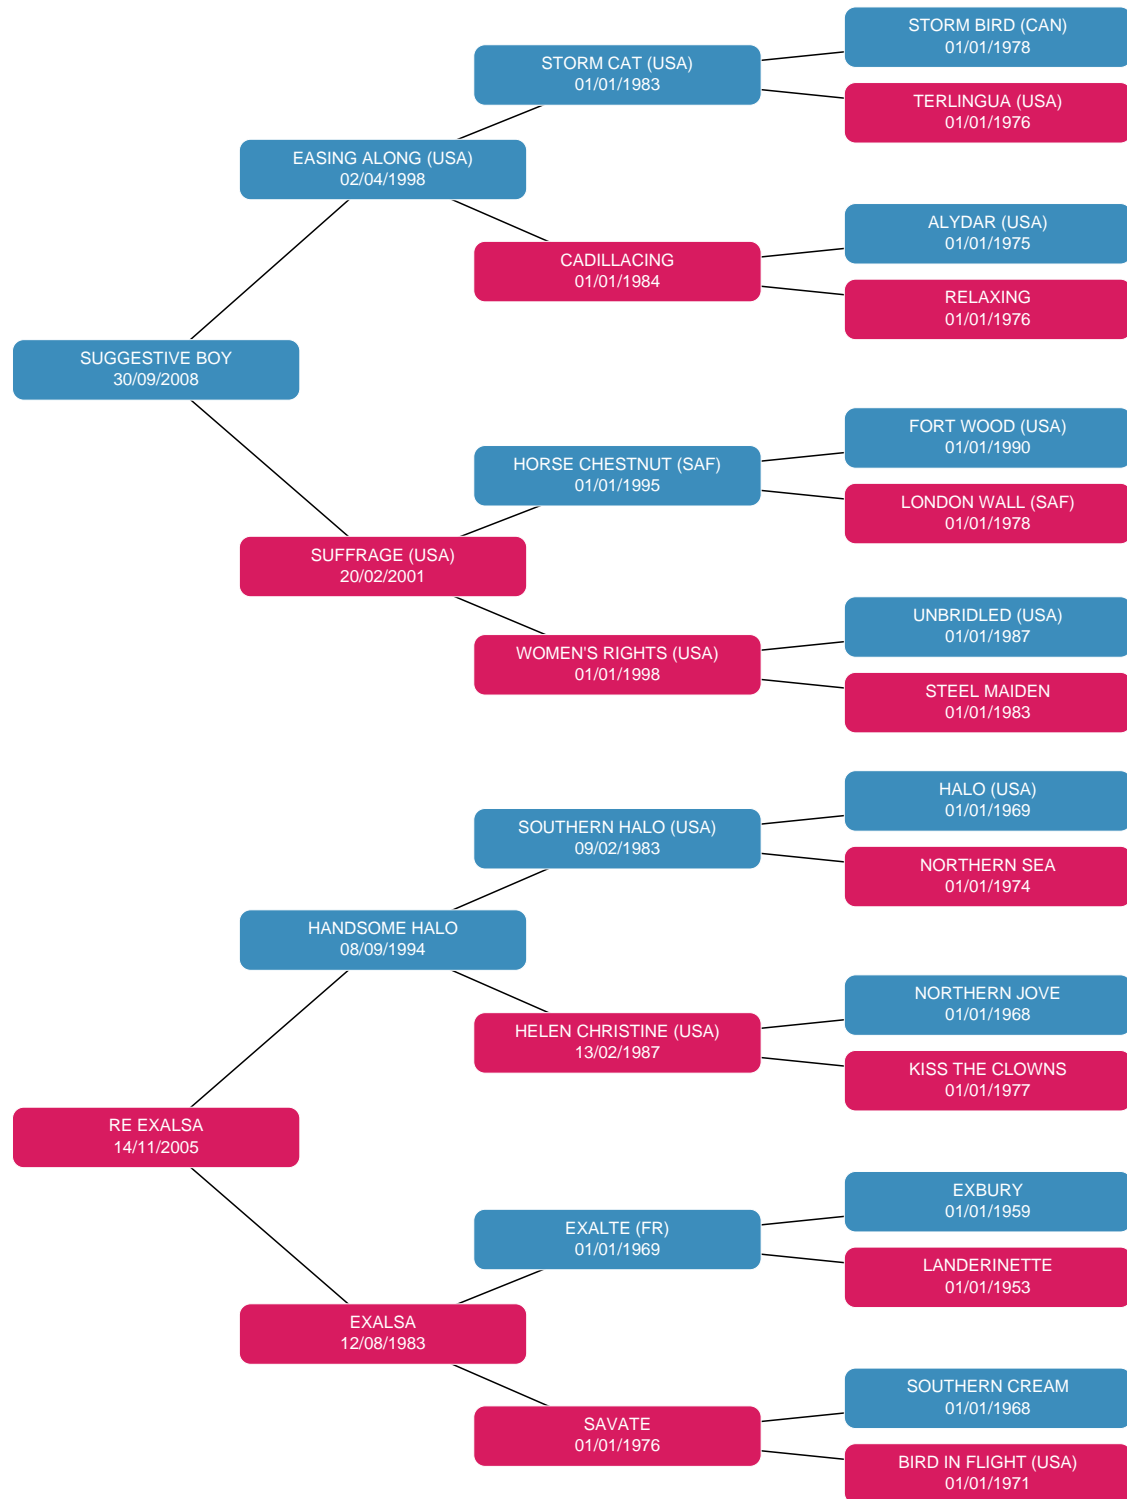 STORM BIRD (CAN)
01/01/1978
STORM CAT (USA)
01/01/1983
TERLINGUA (USA)
01/01/1976
EASING ALONG (USA)
02/04/1998
ALYDAR (USA)
01/01/1975
CADILLACING
01/01/1984
RELAXING
01/01/1976
SUGGESTIVE BOY
30/09/2008
FORT WOOD (USA)
01/01/1990
HORSE CHESTNUT (SAF)
01/01/1995
LONDON WALL (SAF)
01/01/1978
SUFFRAGE (USA)
20/02/2001
UNBRIDLED (USA)
01/01/1987
WOMEN'S RIGHTS (USA)
01/01/1998
STEEL MAIDEN
01/01/1983
HALO (USA)
01/01/1969
SOUTHERN HALO (USA)
09/02/1983
NORTHERN SEA
01/01/1974
HANDSOME HALO
08/09/1994
NORTHERN JOVE
01/01/1968
HELEN CHRISTINE (USA)
13/02/1987
KISS THE CLOWNS
01/01/1977
RE EXALSA
14/11/2005
EXBURY
01/01/1959
EXALTE (FR)
01/01/1969
LANDERINETTE
01/01/1953
EXALSA
12/08/1983
SOUTHERN CREAM
01/01/1968
SAVATE
01/01/1976
BIRD IN FLIGHT (USA)
01/01/1971